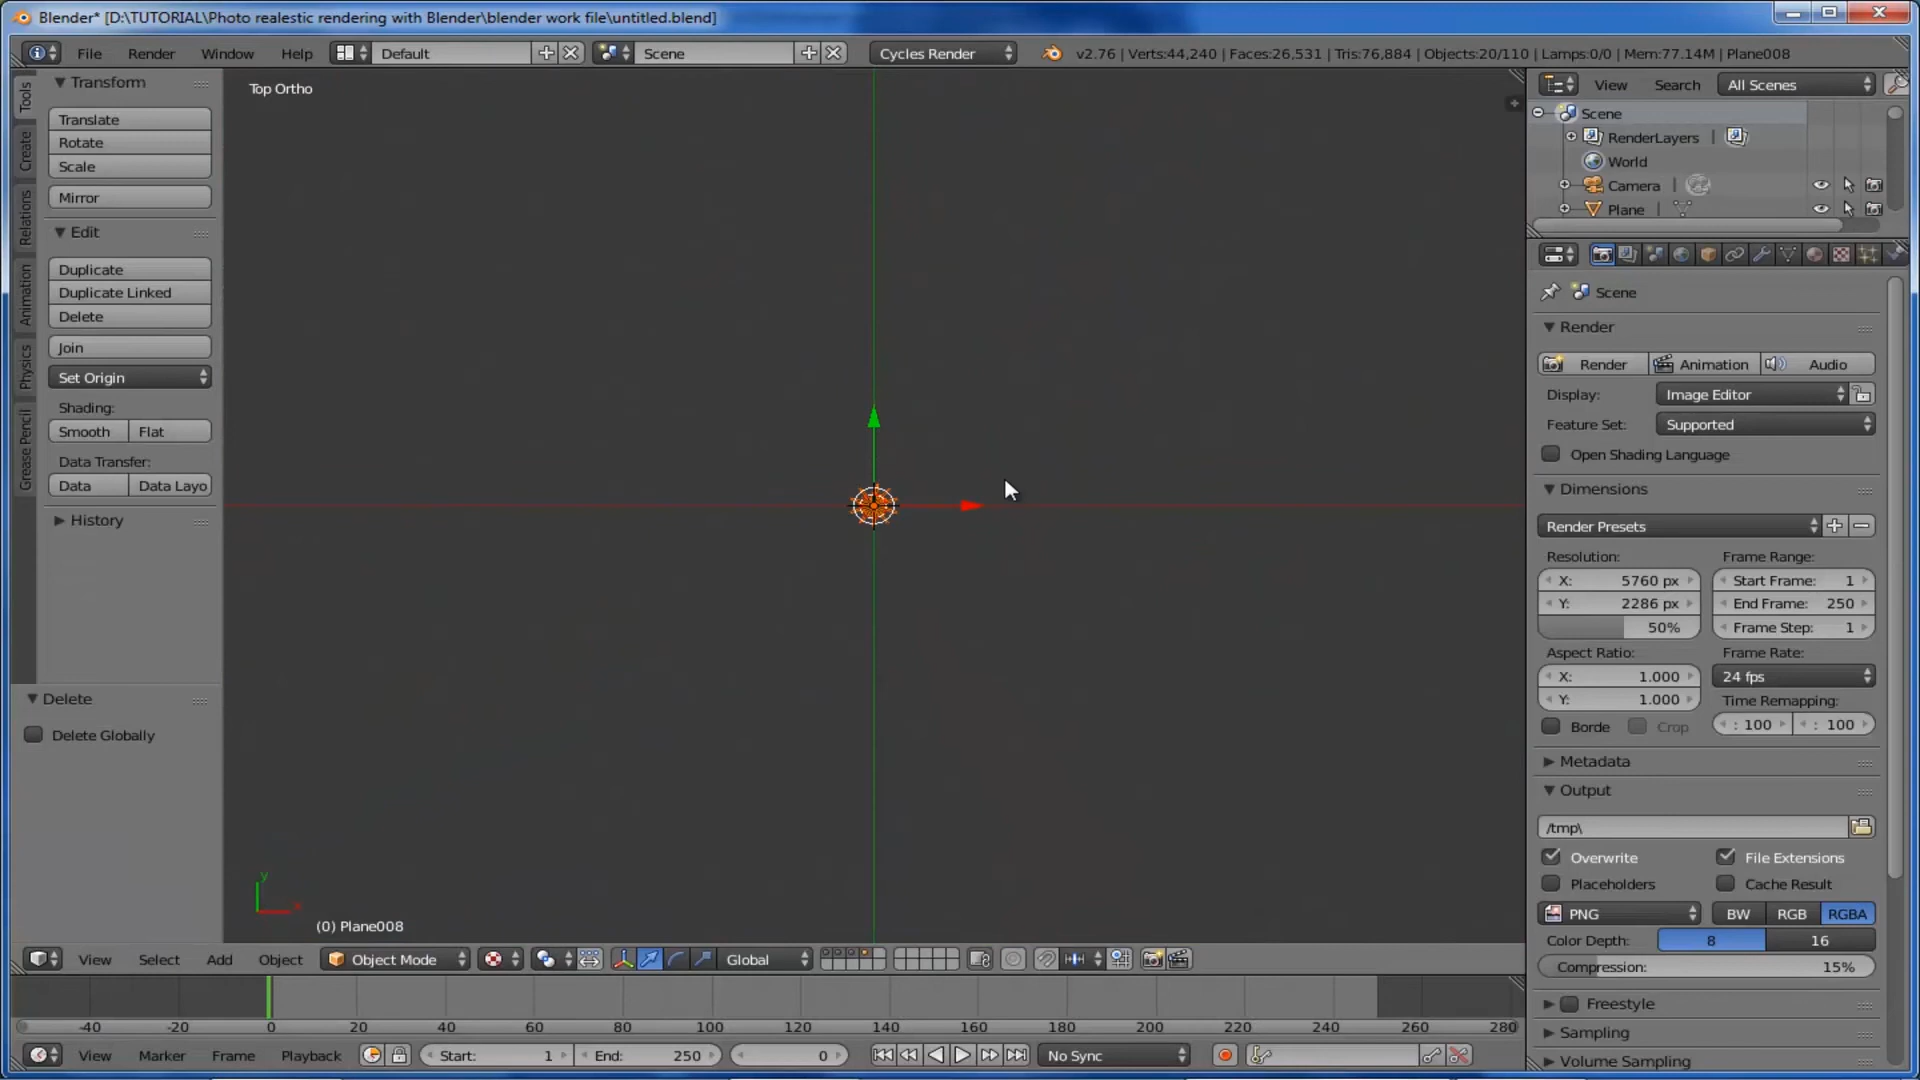 Blender* [D:\TUTORIAL\Photo realestic rendering with Blender\blender work file\untitled.blend]
File Render Window Help Default Scene Cycles Render v2.76 | Verts:44,240 | Faces:26,531 | Tris:76,884 | Objects:20/110 | Lamps:0/0 | Mem:77.14M | Plane008
Tools
Create
Relations
Animation
Physics
Grease Pencil
Transform
Translate
Rotate
Scale
Mirror
Edit
Duplicate
Duplicate Linked
Delete
Join
Set Origin
Shading:
Smooth Flat
Data Transfer:
Data Data Layo
History
Delete
Delete Globally
Top Ortho
y
x
(0) Plane008
View Select Add Object Object Mode Global
-40 -20 0 20 40 60 80 100 120 140 160 180 200 220 240 260 280
View Marker Frame Playback Start: 1 End: 250 0 No Sync
View Search All Scenes
Scene
RenderLayers |
World
Camera |
Plane |
Scene
Render
Render Animation Audio
Display: Image Editor
Feature Set: Supported
Open Shading Language
Dimensions
Render Presets
Resolution: Frame Range:
X: 5760 px Start Frame: 1
Y: 2286 px End Frame: 250
50% Frame Step: 1
Aspect Ratio: Frame Rate:
X: 1.000 24 fps
Y: 1.000 Time Remapping:
Borde Crop : 100 : 100
Metadata
Output
/tmp\
Overwrite File Extensions
Placeholders Cache Result
PNG BW RGB RGBA
Color Depth: 8 16
Compression: 15%
Freestyle
Sampling
Volume Sampling